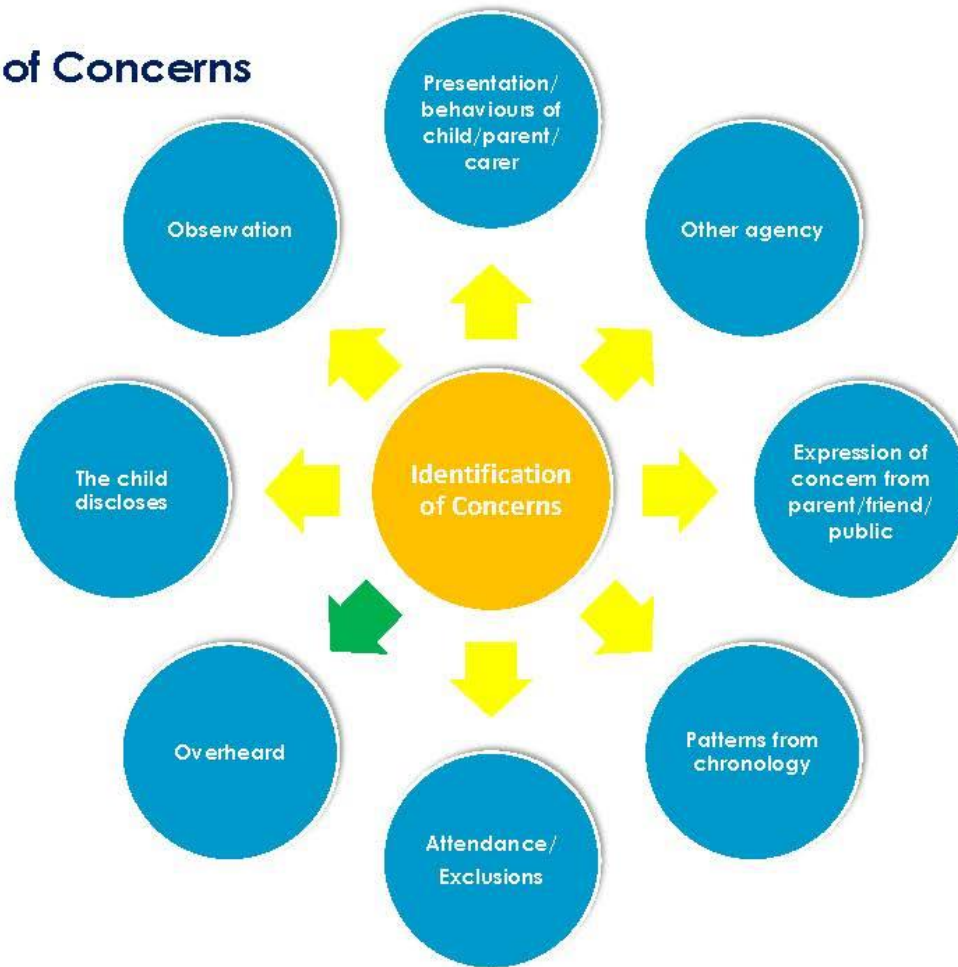 of Concerns
Presentation/
behaviours of
child/parent/
carer
Other agency
Expression of
concern from
parent/friend/
public
Patterns from
chronology
Attendance/
Exclusions
Overheard
The child
discloses
Observation
Identification
of Concerns